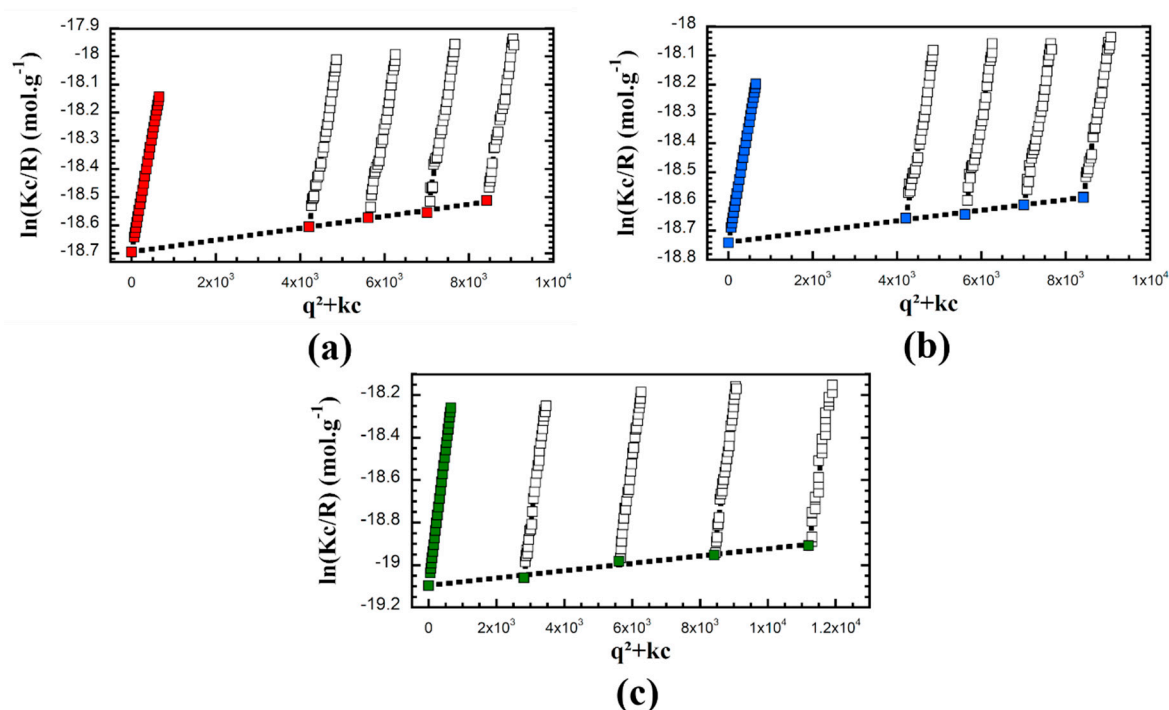 ln(Kc/R) (mol.g⁻¹)
-17.9
-18
-18.1
-18.2
-18.3
-18.4
-18.5
-18.6
-18.7
0
2x10³
4x10³
6x10³
8x10³
1x10⁴
q²+kc
(a)
ln(Kc/R) (mol.g⁻¹)
-18
-18.1
-18.2
-18.3
-18.4
-18.5
-18.6
-18.7
-18.8
0
2x10³
4x10³
6x10³
8x10³
1x10⁴
q²+kc
(b)
ln(Kc/R) (mol.g⁻¹)
-18.2
-18.4
-18.6
-18.8
-19
-19.2
0
2x10³
4x10³
6x10³
8x10³
1x10⁴
1.2x10⁴
q²+kc
(c)